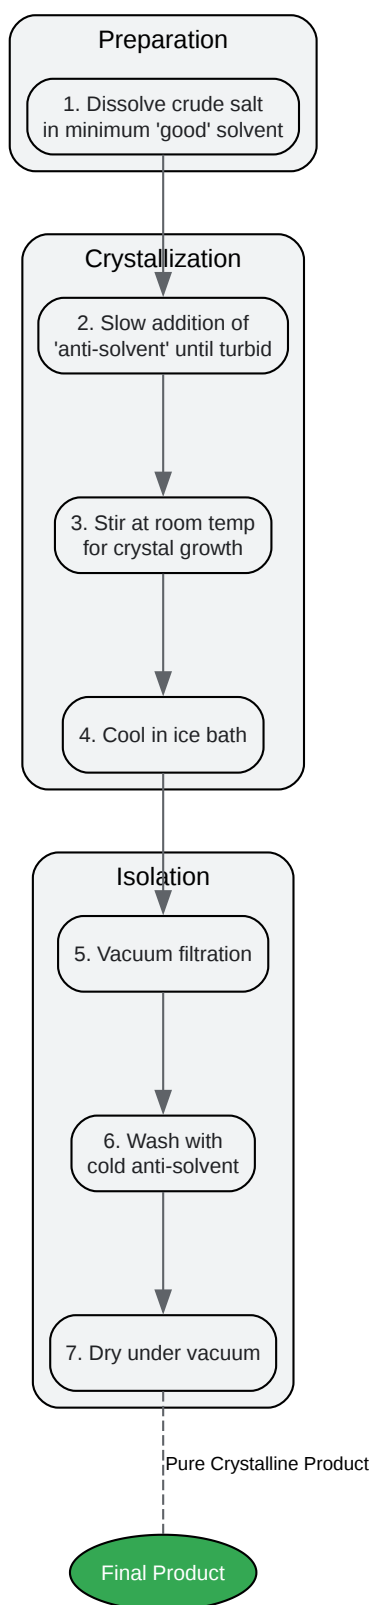 Preparation
1. Dissolve crude salt
in minimum 'good' solvent
Crystallization
2. Slow addition of
'anti-solvent' until turbid
3. Stir at room temp
for crystal growth
4. Cool in ice bath
Isolation
5. Vacuum filtration
6. Wash with
cold anti-solvent
7. Dry under vacuum
Pure Crystalline Product
Final Product